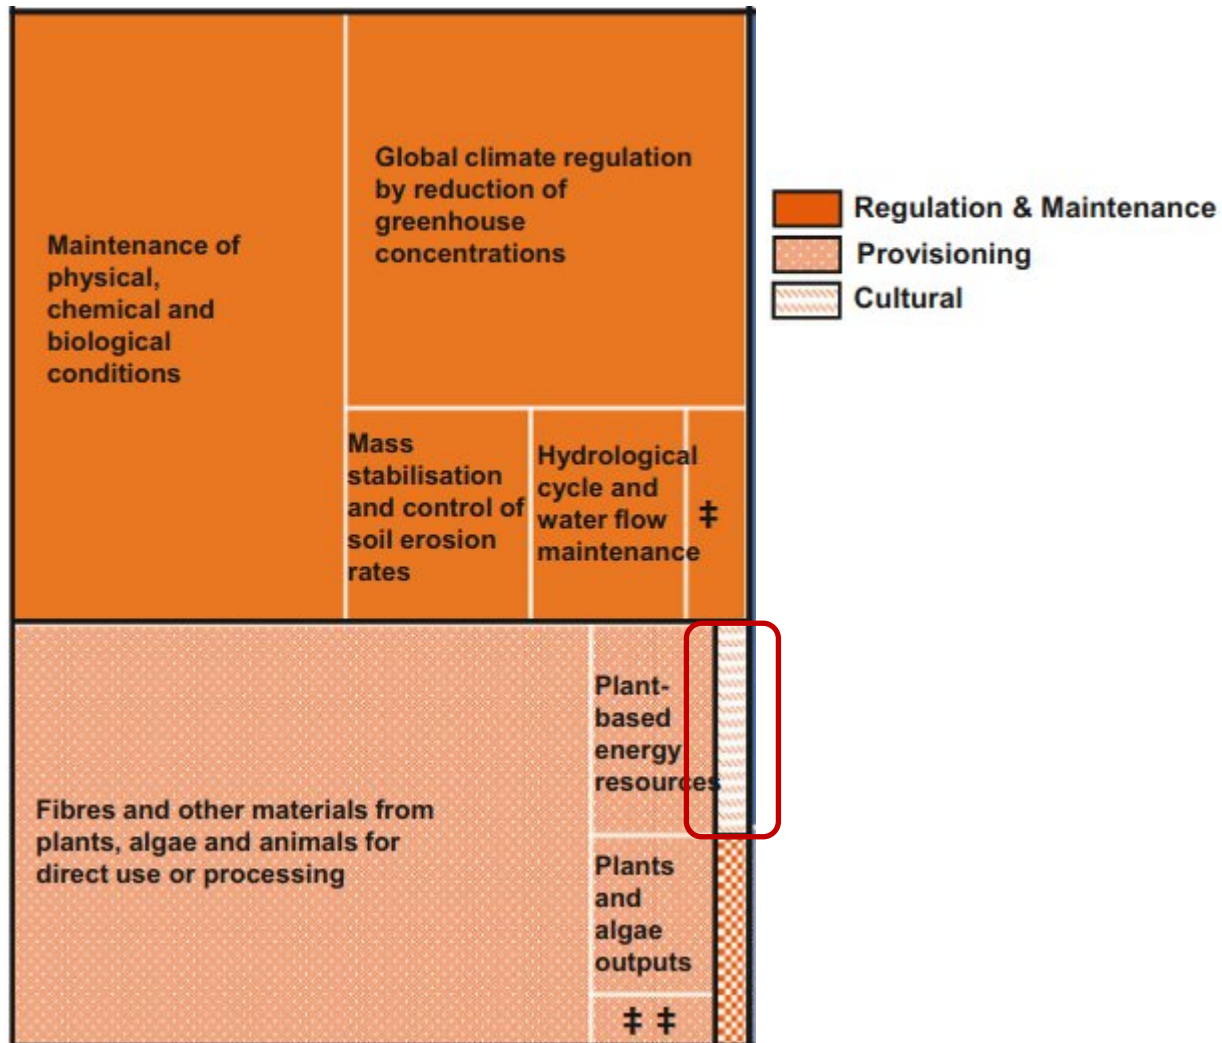 Maintenance of
physical,
chemical and
biological
conditions
Global climate regulation
by reduction of
greenhouse
concentrations
Mass
stabilisation
and control of
soil erosion
rates
Hydrological
cycle and
water flow
maintenance
‡
Regulation & Maintenance
Provisioning
Cultural
Fibres and other materials from
plants, algae and animals for
direct use or processing
Plant-
based
energy
resources
Plants
and
algae
outputs
‡ ‡